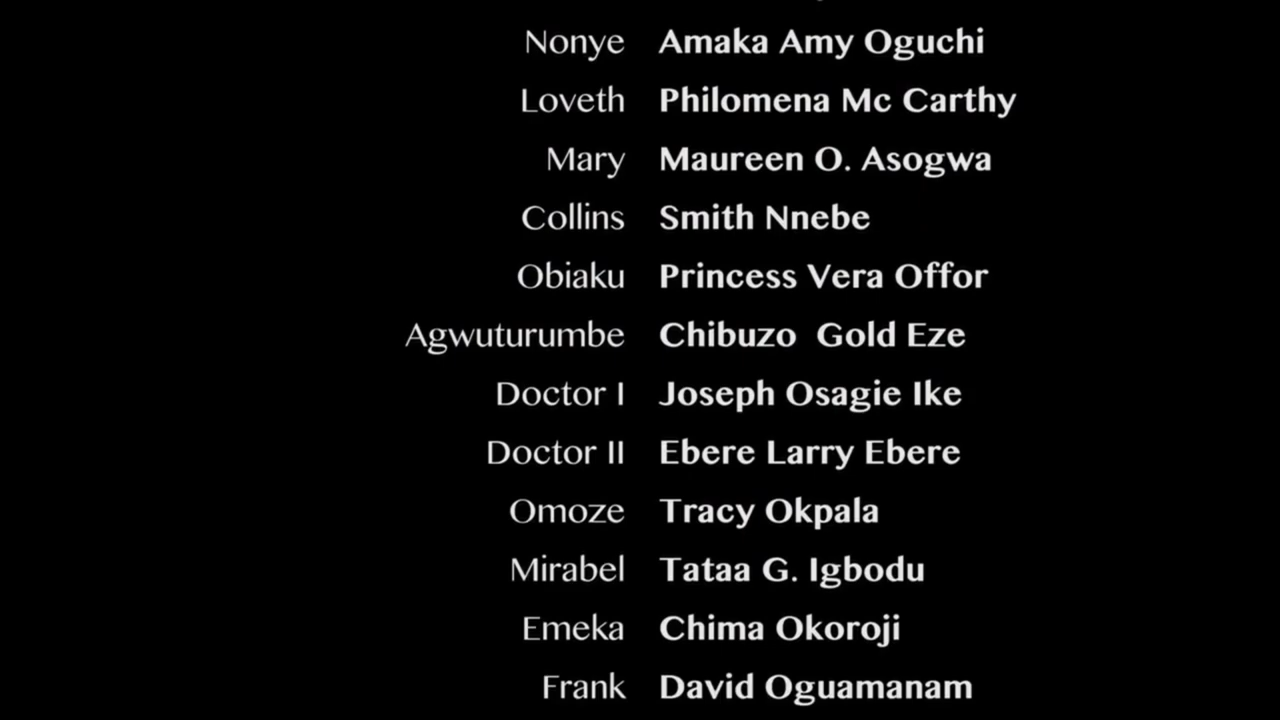 Nonye Amaka Amy Oguchi
Loveth Philomena Mc Carthy
Mary Maureen O. Asogwa
Collins Smith Nnebe
Obiaku Princess Vera Offor
Agwuturumbe Chibuzo  Gold Eze
Doctor I Joseph Osagie Ike
Doctor II Ebere Larry Ebere
Omoze Tracy Okpala
Mirabel Tataa G. Igbodu
Emeka Chima Okoroji
Frank David Oguamanam